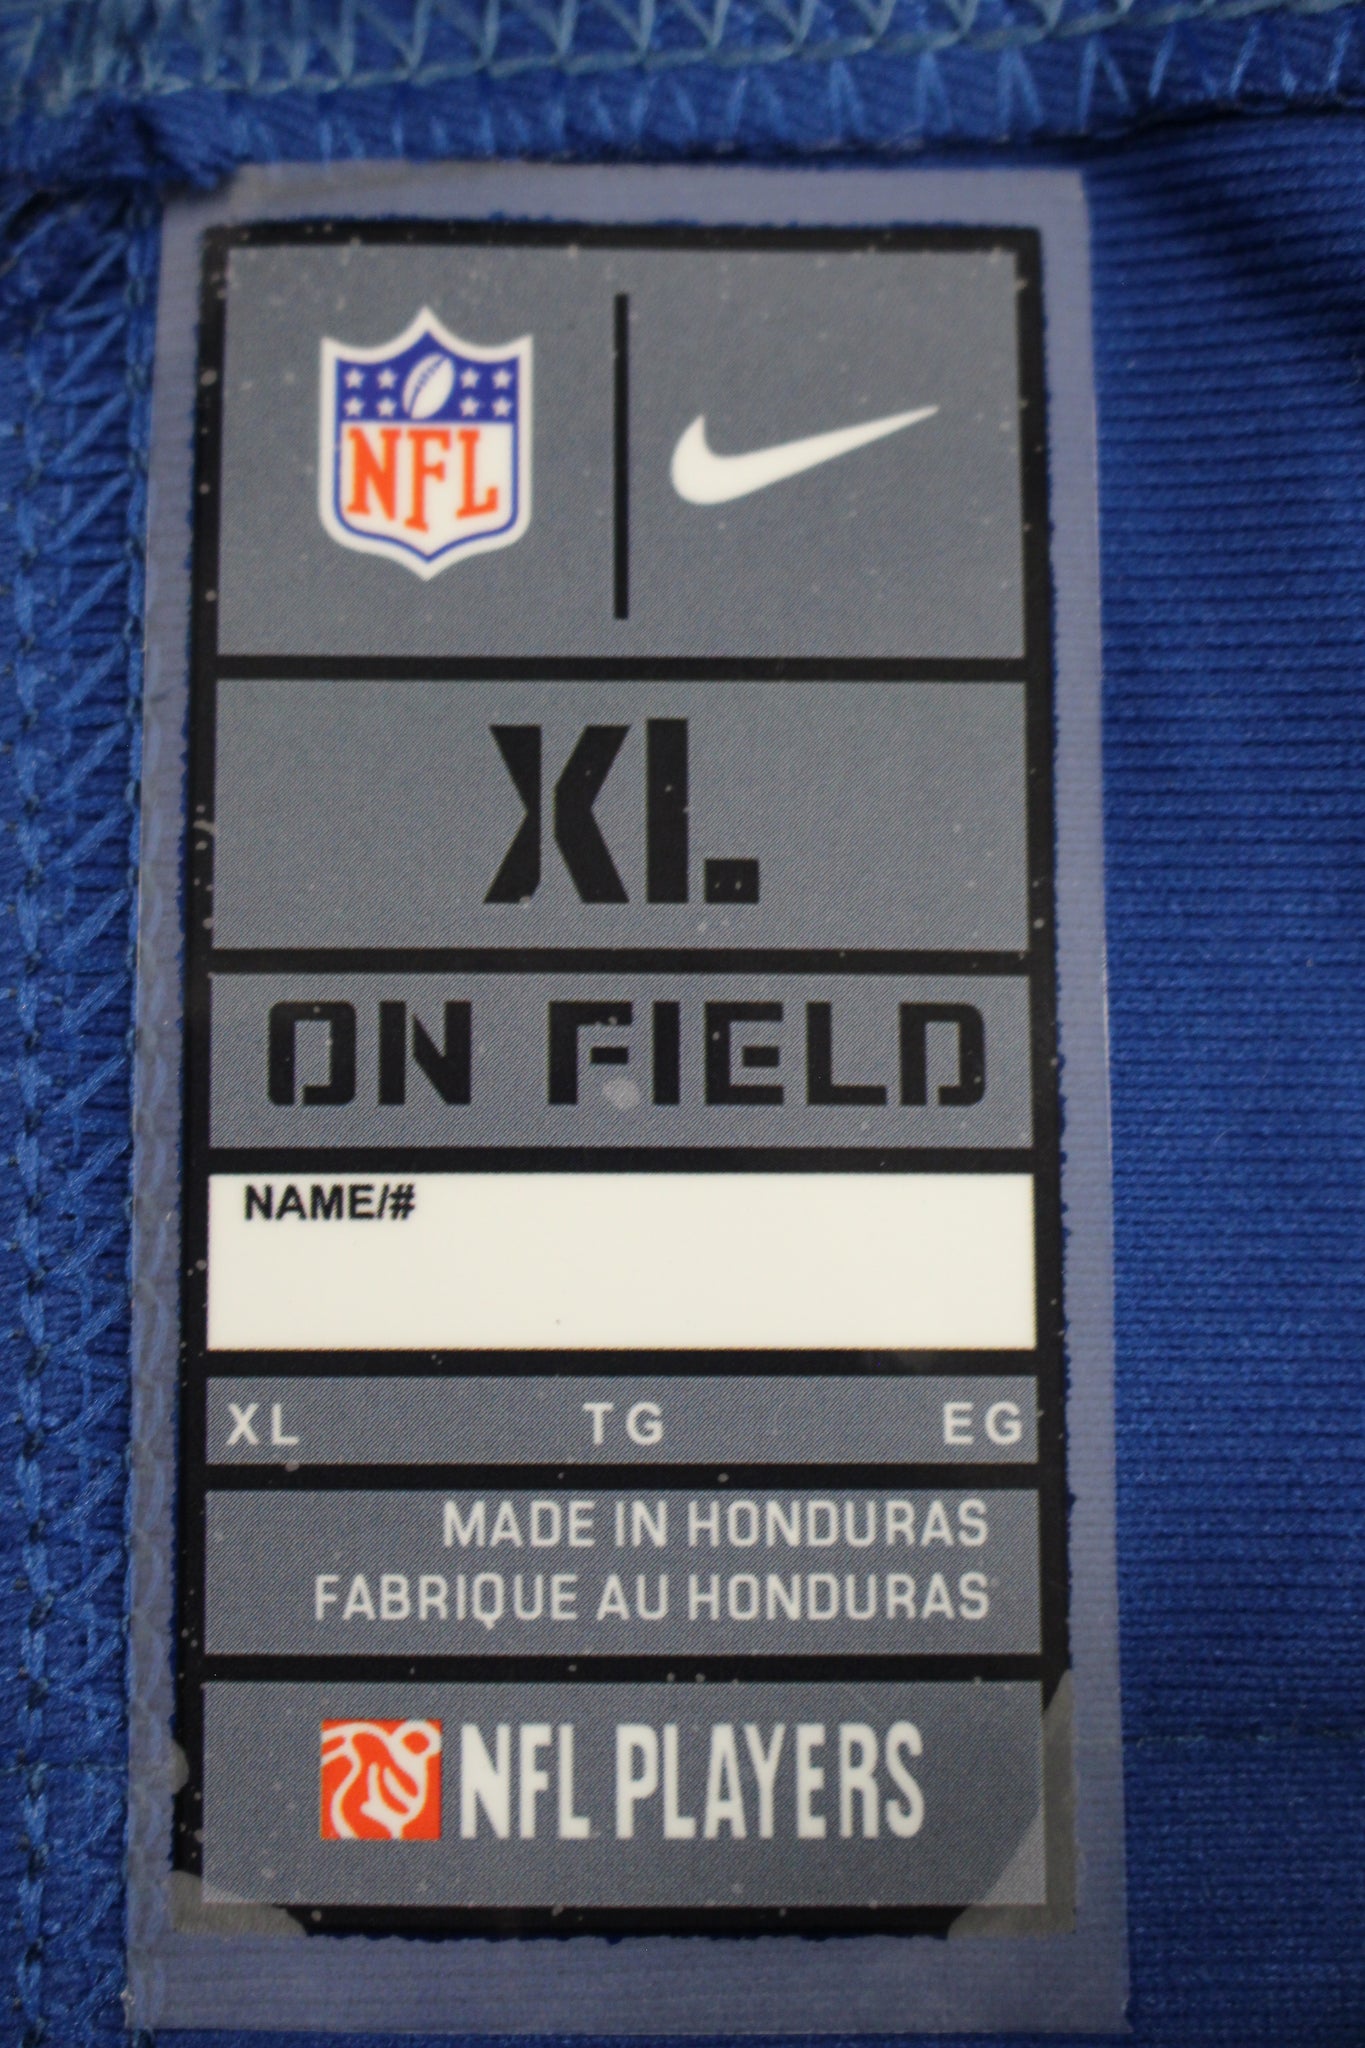 NFL
XL
ON FIELD
NAME/#
XL TG EG
MADE IN HONDURAS
FABRIQUE AU HONDURAS
NFL PLAYERS